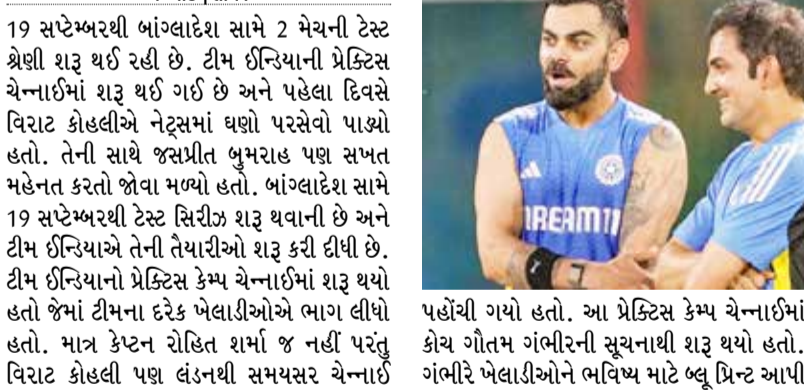 19 સપ્ટેમ્બરથી બાંગ્લાદેશ સામે 2 મેચની ટેસ્ટ
શ્રેણી શરૂ થઈ રહી છે. ટીમ ઈન્ડિયાની પ્રેક્ટિસ
ચેન્નાઈમાં શરૂ થઈ ગઈ છે અને પહેલા દિવસે
વિરાટ કોહલીએ નેટ્સમાં ઘણો પરસેવો પાડ્યો
હતો. તેની સાથે જસપ્રીત બુમરાહ પણ સખત
મહેનત કરતો જોવા મળ્યો હતો. બાંગ્લાદેશ સામે
19 સપ્ટેમ્બરથી ટેસ્ટ સિરીઝ શરૂ થવાની છે અને
ટીમ ઈન્ડિયાએ તેની તૈયારીઓ શરૂ કરી દીધી છે.
ટીમ ઈન્ડિયાનો પ્રેક્ટિસ કેમ્પ ચેન્નાઈમાં શરૂ થયો
હતો જેમાં ટીમના દરેક ખેલાડીઓએ ભાગ લીધો
હતો. માત્ર કેપ્ટન રોહિત શર્મા જ નહીં પરંતુ
વિરાટ કોહલી પણ લંડનથી સમયસર ચેન્નાઈ
DREAM11
પહોંચી ગયો હતો. આ પ્રેક્ટિસ કેમ્પ ચેન્નાઈમાં
કોચ ગૌતમ ગંભીરની સૂચનાથી શરૂ થયો હતો.
ગંભીરે ખેલાડીઓને ભવિષ્ય માટે બ્લૂ પ્રિન્ટ આપી